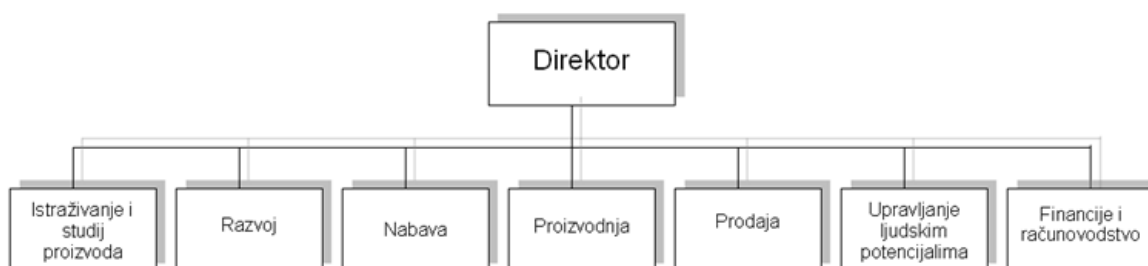 Direktor
Istraživanje i
studij
proizvoda
Razvoj
Nabava
Proizvodnja
Prodaja
Upravljanje
ljudskim
potencijalima
Financije i
računovodstvo